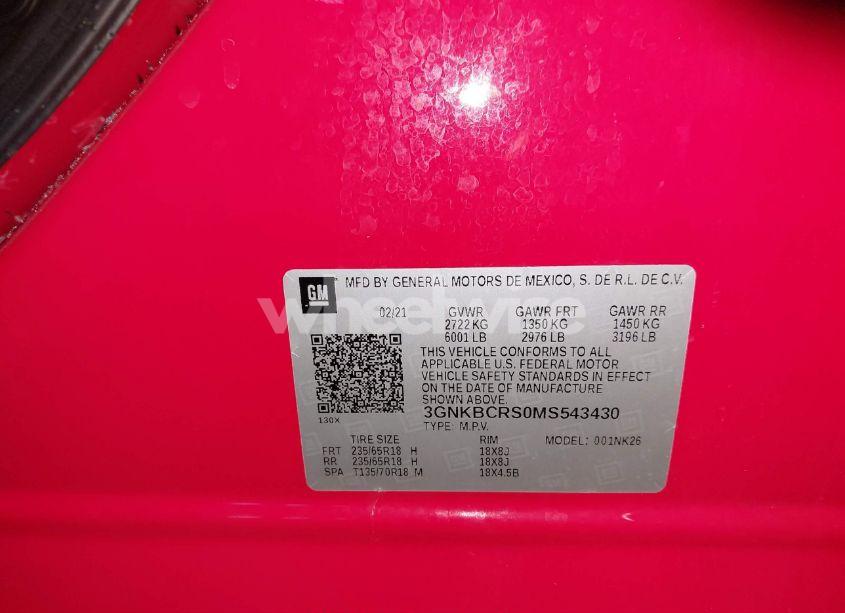 GM MFD BY GENERAL MOTORS DE MEXICO, S. DE R.L. DE C.V.
02/21 GVWR GAWR FRT GAWR RR
2722 KG 1350 KG 1450 KG
6001 LB 2976 LB 3196 LB
THIS VEHICLE CONFORMS TO ALL
APPLICABLE U.S. FEDERAL MOTOR
VEHICLE SAFETY STANDARDS IN EFFECT
ON THE DATE OF MANUFACTURE
SHOWN ABOVE.
3GNKBCRS0MS543430
130X
TYPE: M.P.V.
TIRE SIZE RIM MODEL: 001NK26
FRT 235/65R18 H 18X8J
RR 235/65R18 H 18X8J
SPA T135/70R18 M 18X4.5B
wheelwire